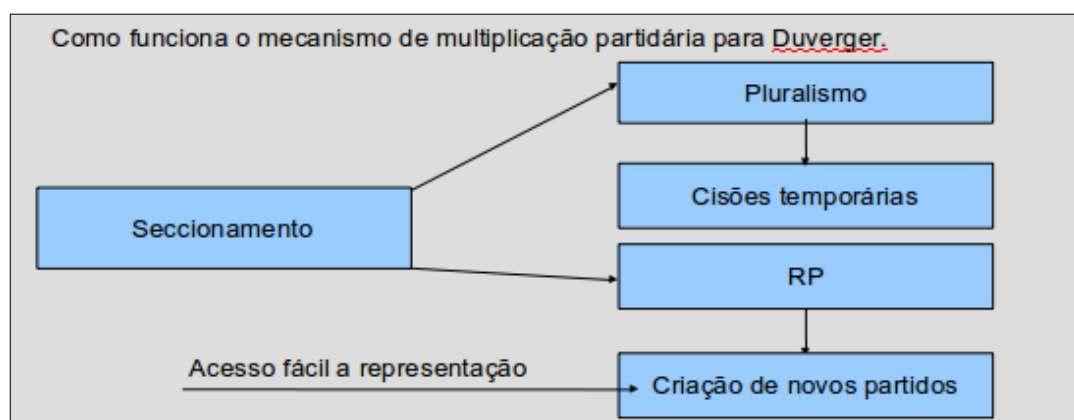 Como funciona o mecanismo de multiplicação partidária para Duverger.
Pluralismo
Cisões temporárias
Seccionamento
RP
Acesso fácil a representação
Criação de novos partidos